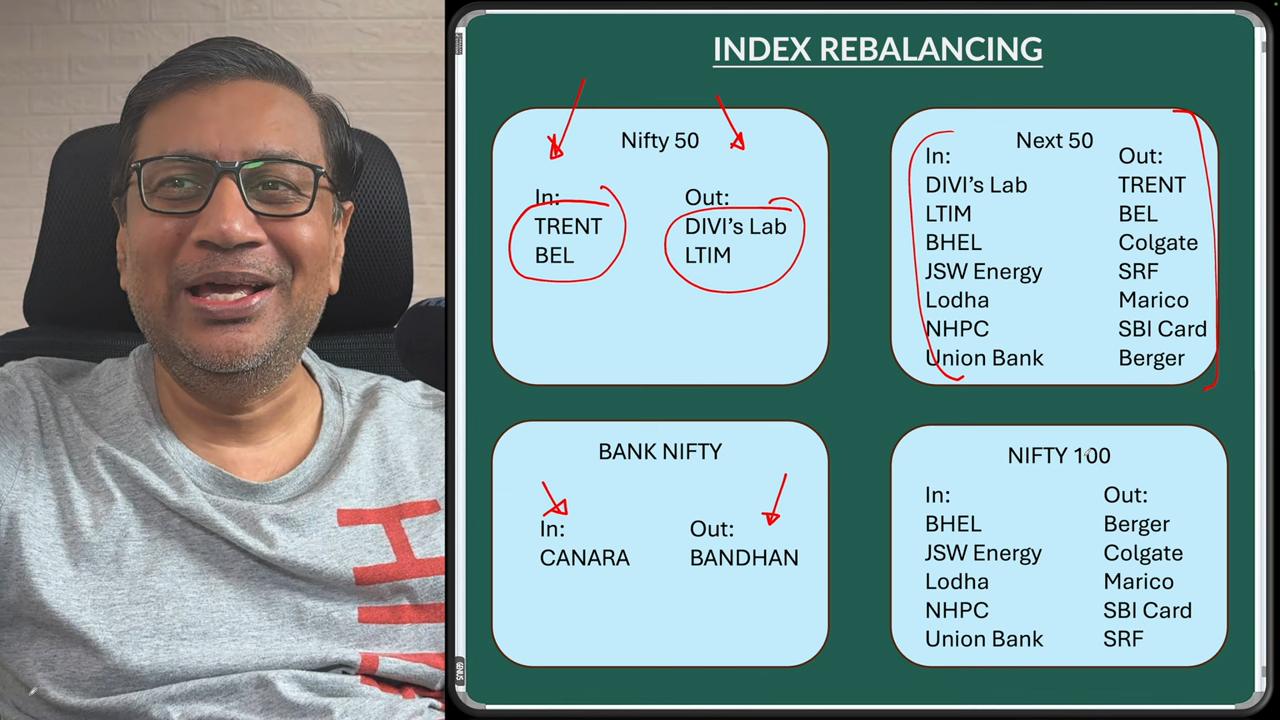 INDEX REBALANCING
Nifty 50
In: Out:
TRENT DIVI's Lab
BEL LTIM
Next 50
In: Out:
DIVI's Lab TRENT
LTIM BEL
BHEL Colgate
JSW Energy SRF
Lodha Marico
NHPC SBI Card
Union Bank Berger
BANK NIFTY
In: Out:
CANARA BANDHAN
NIFTY 100
In: Out:
BHEL Berger
JSW Energy Colgate
Lodha Marico
NHPC SBI Card
Union Bank SRF
GENIUS